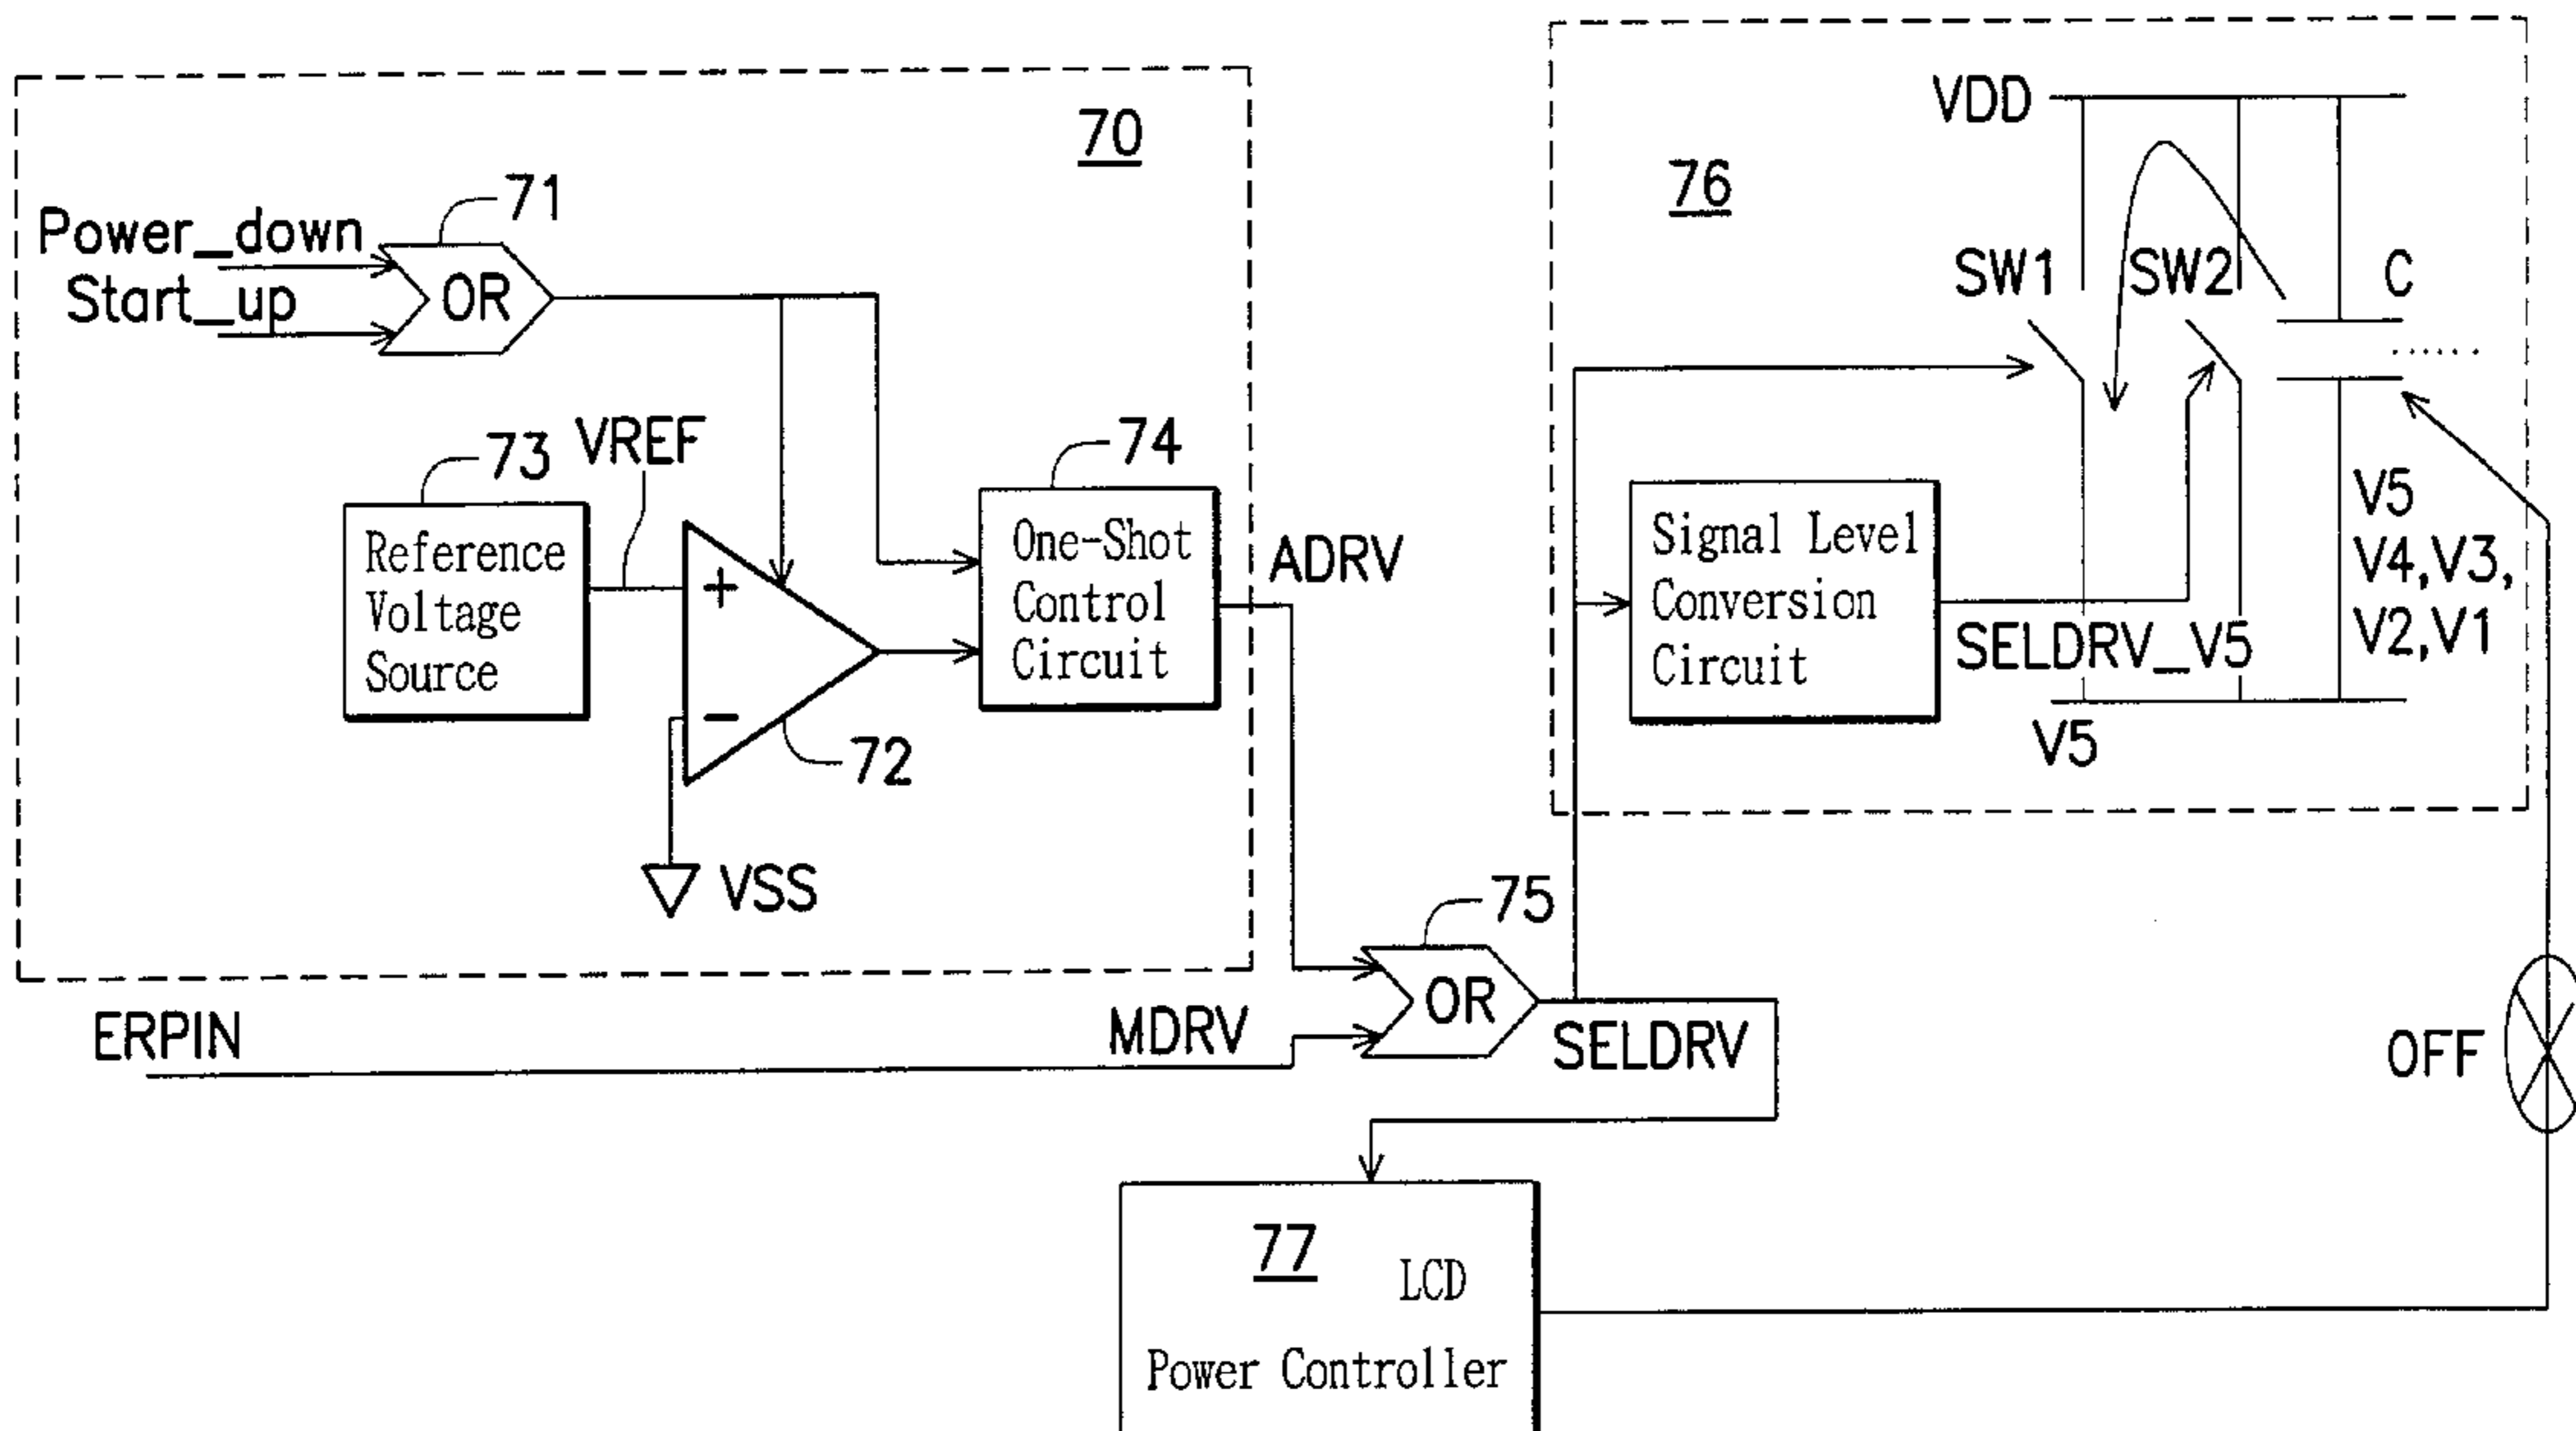 70
71
Power_down
Start_up
OR
73
VREF
74
Reference
Voltage
Source
+
−
72
VSS
One-Shot
Control
Circuit
ADRV
ERPIN
MDRV
75
OR
SELDRV
76
VDD
SW1
SW2
C
......
Signal Level
Conversion
Circuit
SELDRV_V5
V5
V4,V3,
V2,V1
V5
OFF
77
LCD
Power Controller